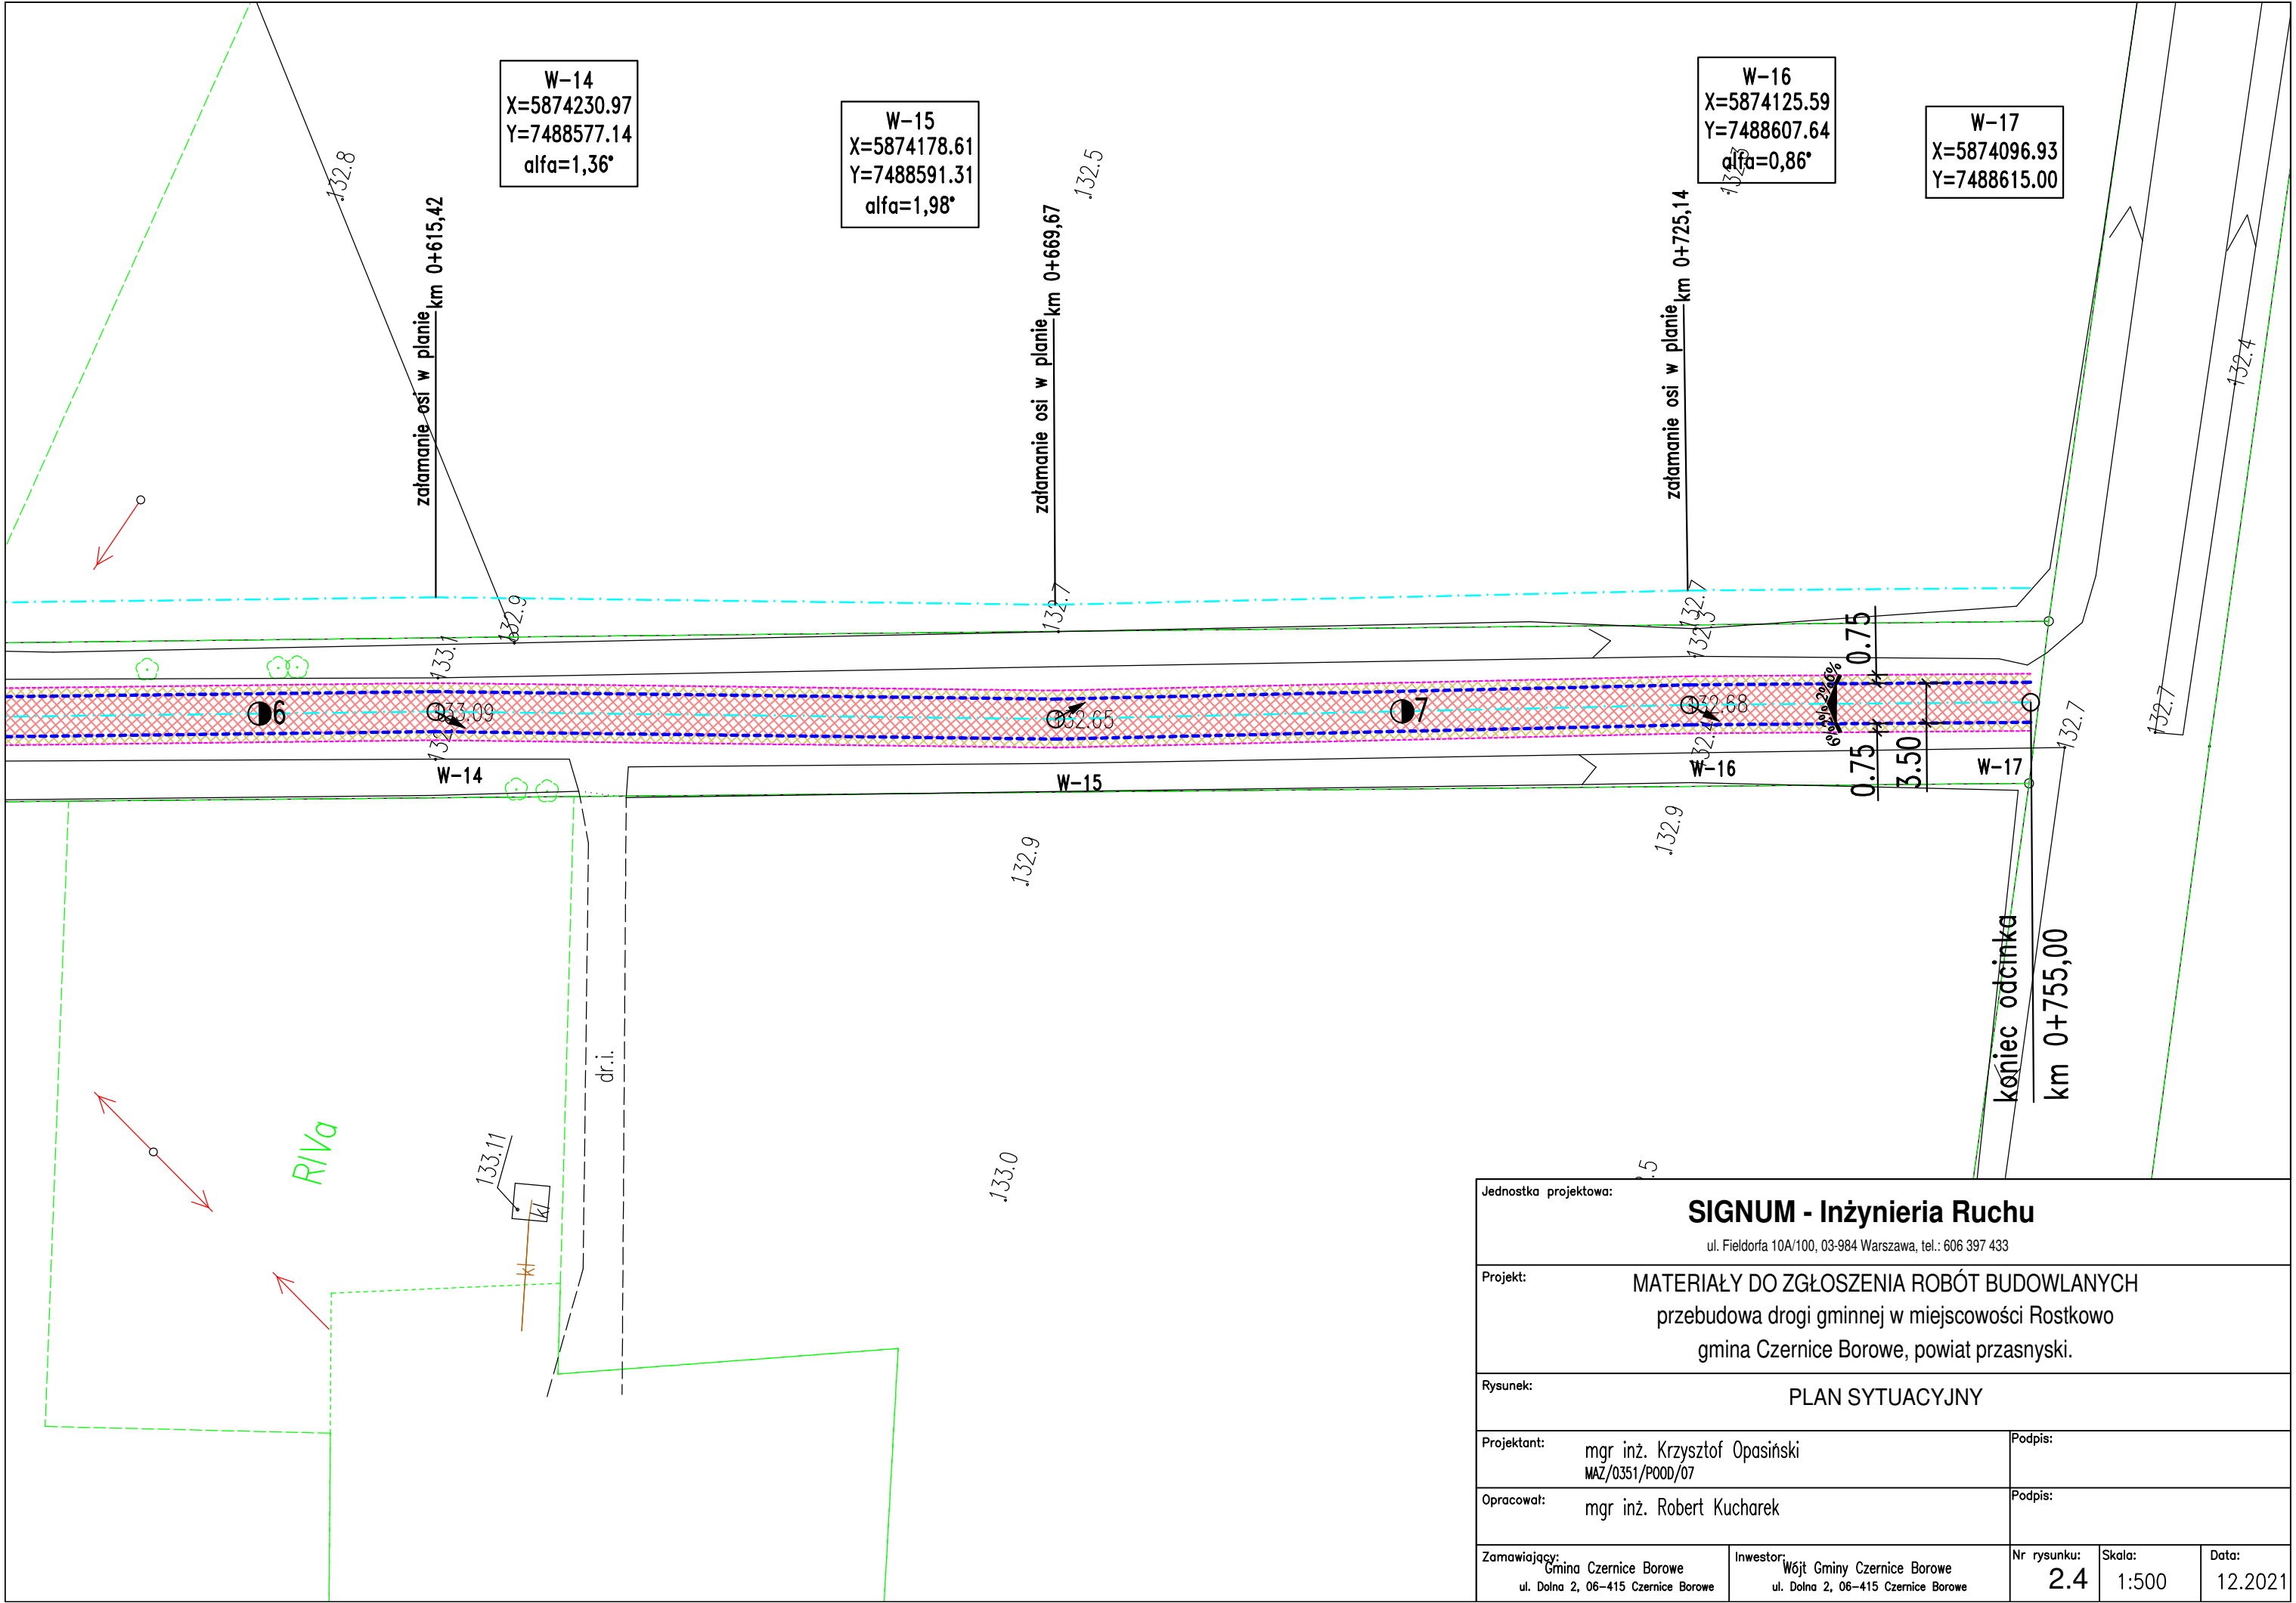 W-14
X=5874230.97
Y=7488577.14
alfa=1,36°
W-15
X=5874178.61
Y=7488591.31
alfa=1,98°
W-16
X=5874125.59
Y=7488607.64
alfa=0,86°
W-17
X=5874096.93
Y=7488615.00
.132.8
.132.5
.132.4
załamanie osi w planie km 0+615,42
załamanie osi w planie km 0+669,67
załamanie osi w planie km 0+725,14
.132.9
.132.7
.132.7
.132.3
133.1
6
133.09
132.65
7
132.68
0.75
0.75
3.50
132.7
132.7
W-14
W-15
W-16
W-17
.132.9
.132.9
koniec odcinka
km 0+755,00
dr.i.
RIVa
133.11
kl
kl
.133.0
Jednostka projektowa:
SIGNUM - Inżynieria Ruchu
ul. Fieldorfa 10A/100, 03-984 Warszawa, tel.: 606 397 433
Projekt:
MATERIAŁY DO ZGŁOSZENIA ROBÓT BUDOWLANYCH
przebudowa drogi gminnej w miejscowości Rostkowo
gmina Czernice Borowe, powiat przasnyski.
Rysunek:
PLAN SYTUACYJNY
Projektant:
mgr inż. Krzysztof Opasiński
MAZ/0351/POOD/07
Podpis:
Opracował:
mgr inż. Robert Kucharek
Podpis:
Zamawiający:
Gmina Czernice Borowe
ul. Dolna 2, 06-415 Czernice Borowe
Inwestor:
Wójt Gminy Czernice Borowe
ul. Dolna 2, 06-415 Czernice Borowe
Nr rysunku:
2.4
Skala:
1:500
Data:
12.2021